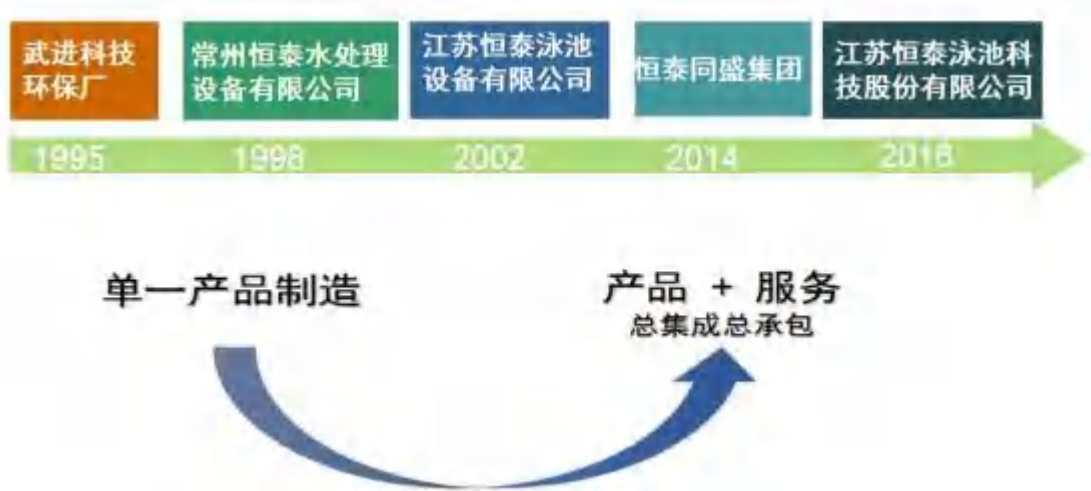 武进科技
环保厂
常州恒泰水处理
设备有限公司
江苏恒泰泳池
设备有限公司
恒泰同盛集团
江苏恒泰泳池科
技股份有限公司
1995
1998
2002
2014
2016
单一产品制造
产品 + 服务
总集成总承包